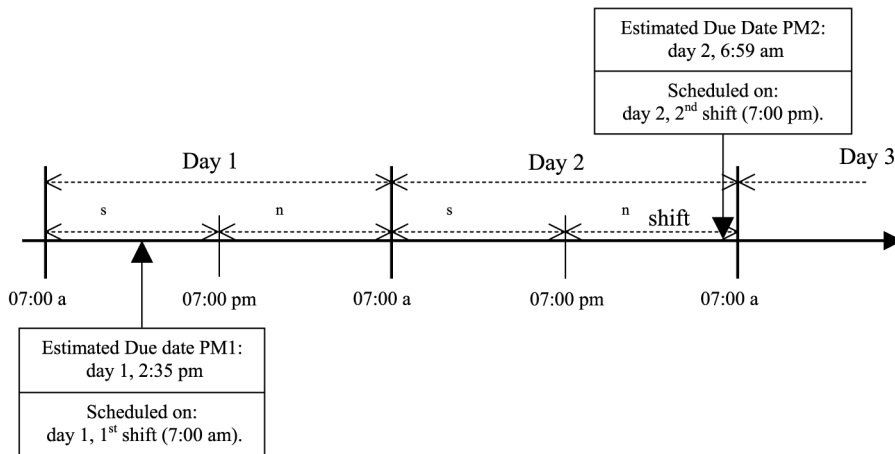 Estimated Due Date PM2:
day 2, 6:59 am
Scheduled on:
day 2, 2nd shift (7:00 pm).
Day 1
Day 2
Day 3
s
n
s
n
shift
07:00 a
07:00 pm
07:00 a
07:00 pm
07:00 a
Estimated Due date PM1:
day 1, 2:35 pm
Scheduled on:
day 1, 1st shift (7:00 am).